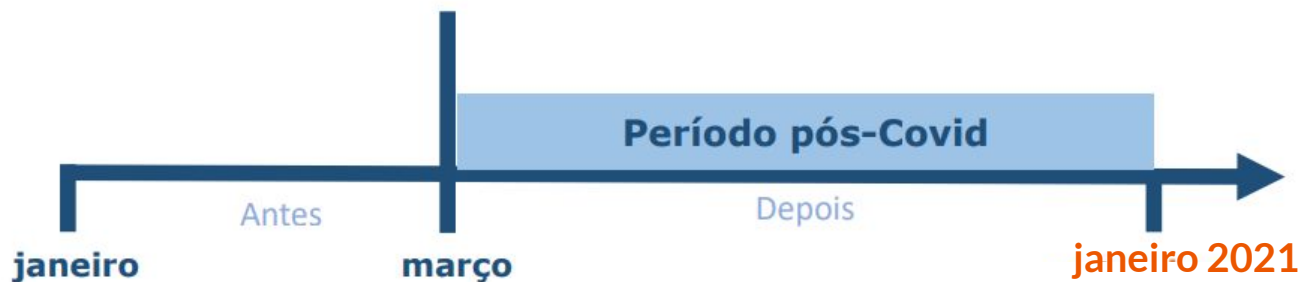 Período pós-Covid
Antes
Depois
janeiro
março
janeiro 2021